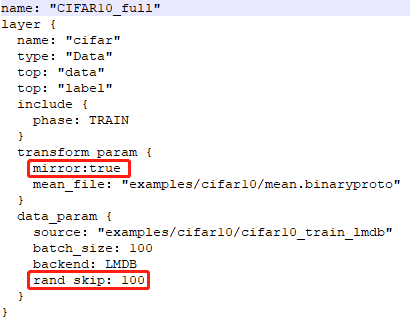 name: "CIFAR10_full"
layer {
  name: "cifar"
  type: "Data"
  top: "data"
  top: "label"
  include {
    phase: TRAIN
  }
  transform_param {
    mirror:true
    mean_file: "examples/cifar10/mean.binaryproto"
  }
  data_param {
    source: "examples/cifar10/cifar10_train_lmdb"
    batch_size: 100
    backend: LMDB
    rand_skip: 100
  }
}